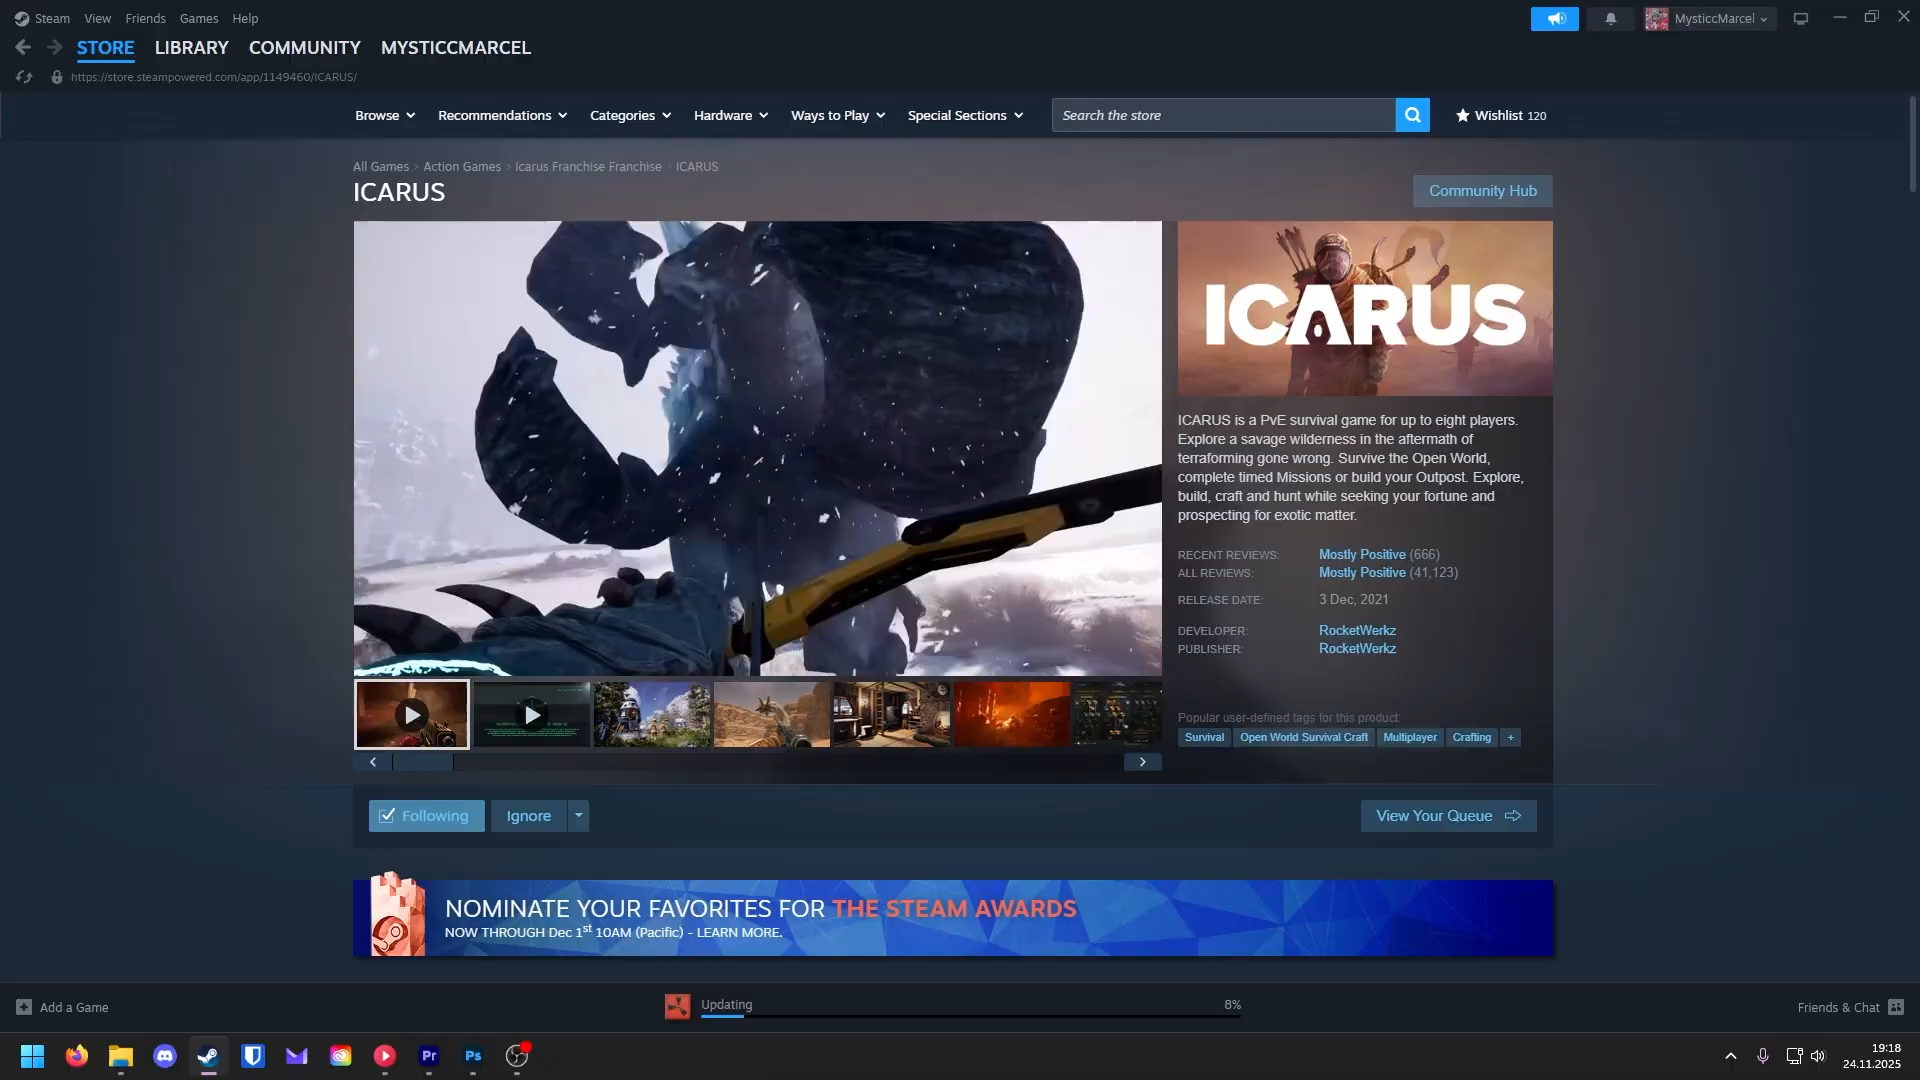 Steam View Friends Games Help
MysticcMarcel
STORE LIBRARY COMMUNITY MYSTICCMARCEL
https://store.steampowered.com/app/1149460/ICARUS/
Browse Recommendations Categories Hardware Ways to Play Special Sections Search the store Wishlist 120
All Games > Action Games > Icarus Franchise Franchise > ICARUS
ICARUS
Community Hub
ICARUS
ICARUS is a PvE survival game for up to eight players.
Explore a savage wilderness in the aftermath of
terraforming gone wrong. Survive the Open World,
complete timed Missions or build your Outpost. Explore,
build, craft and hunt while seeking your fortune and
prospecting for exotic matter.
RECENT REVIEWS: Mostly Positive (666)
ALL REVIEWS: Mostly Positive (41,123)
RELEASE DATE: 3 Dec, 2021
DEVELOPER: RocketWerkz
PUBLISHER: RocketWerkz
Popular user-defined tags for this product
Survival Open World Survival Craft Multiplayer Crafting +
Following Ignore View Your Queue
NOMINATE YOUR FAVORITES FOR THE STEAM AWARDS
NOW THROUGH Dec 1st 10AM (Pacific) - LEARN MORE.
Add a Game Updating 8% Friends & Chat
Pr Ps
19:18
24.11.2025